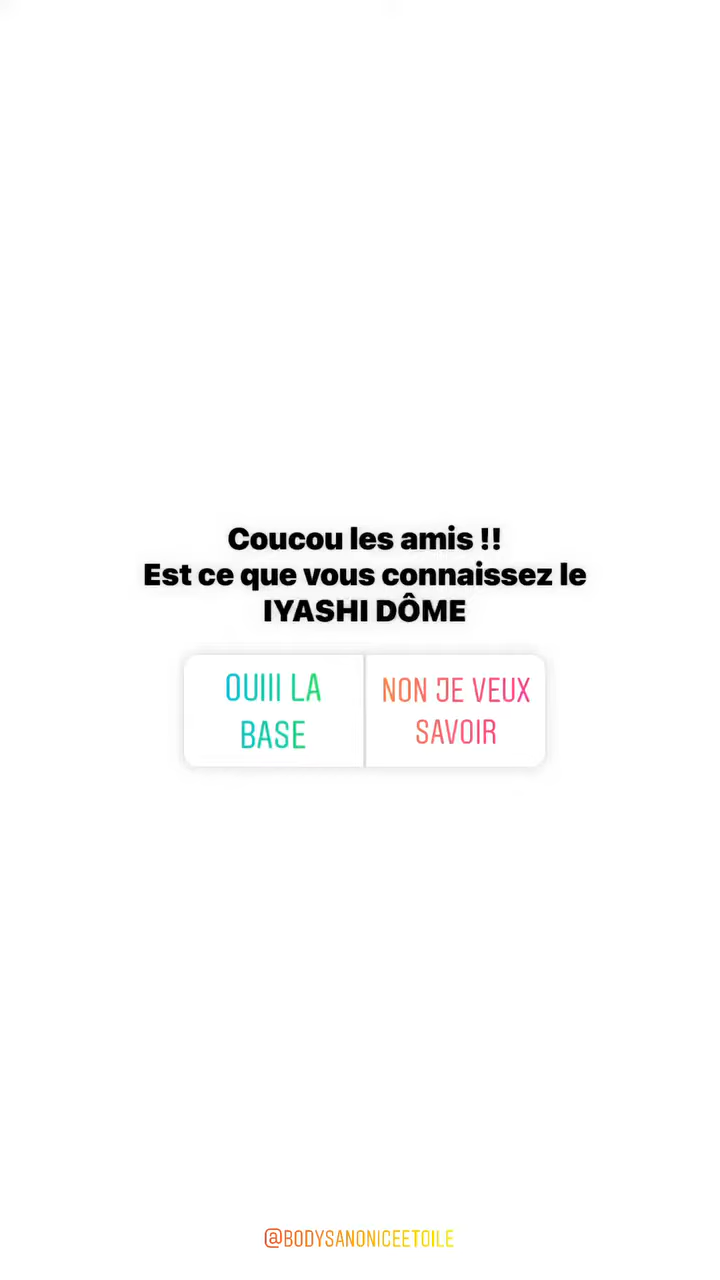 Coucou les amis !!
Est ce que vous connaissez le
IYASHI DÔME
OUIII LA
BASE
NON JE VEUX
SAVOIR
@BODYSANONICEETOILE